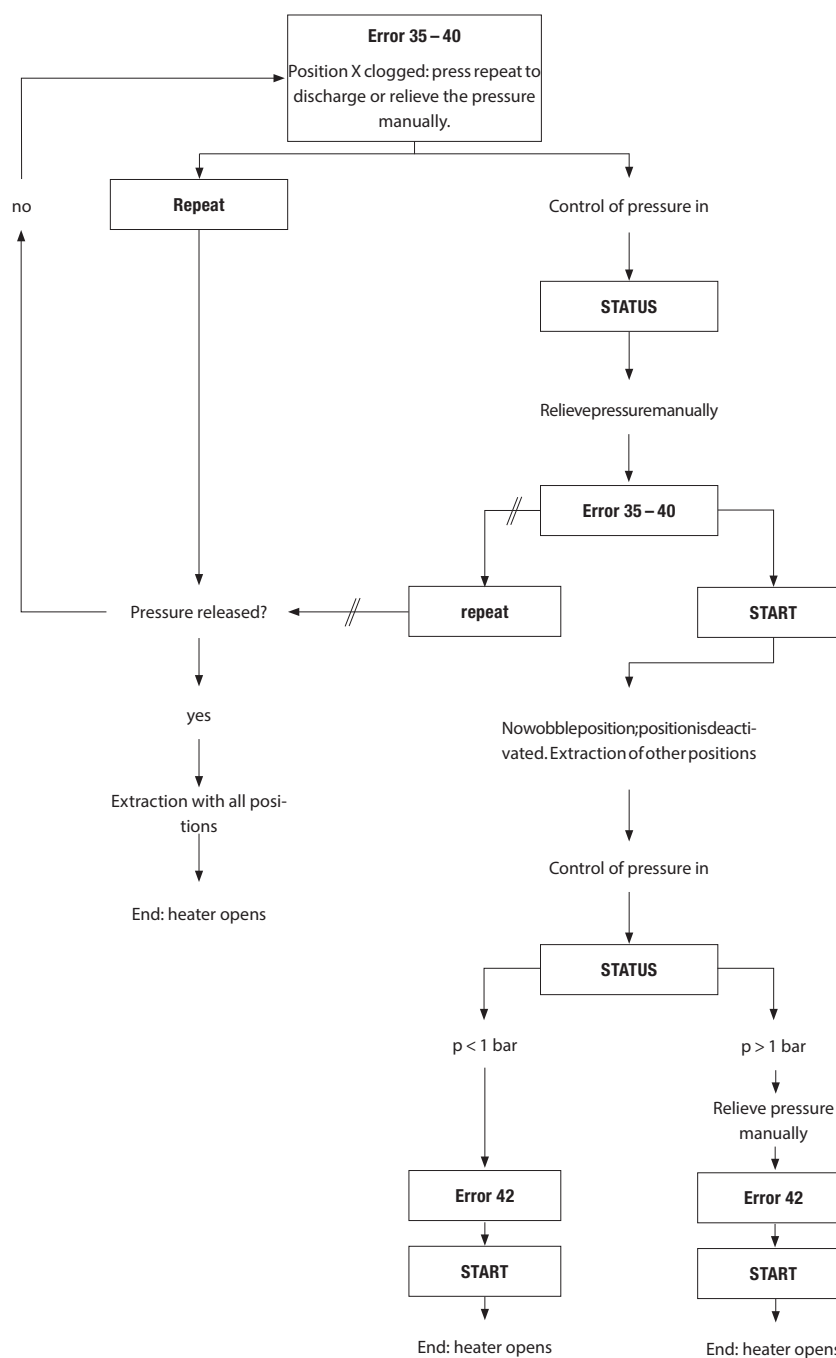 Error 35 – 40
Position X clogged: press repeat to
discharge or relieve the pressure
manually.
no
Repeat
Control of pressure in
STATUS
Relievepressuremanually
Error 35 – 40
Pressure released?
repeat
START
yes
Nowobbleposition;positionisdeacti-
vated.Extractionofother positions
Extraction with all posi-
tions
Control of pressure in
End: heater opens
STATUS
p < 1 bar
p > 1 bar
Relieve pressure
manually
Error 42
Error 42
START
START
End: heater opens
End: heater opens